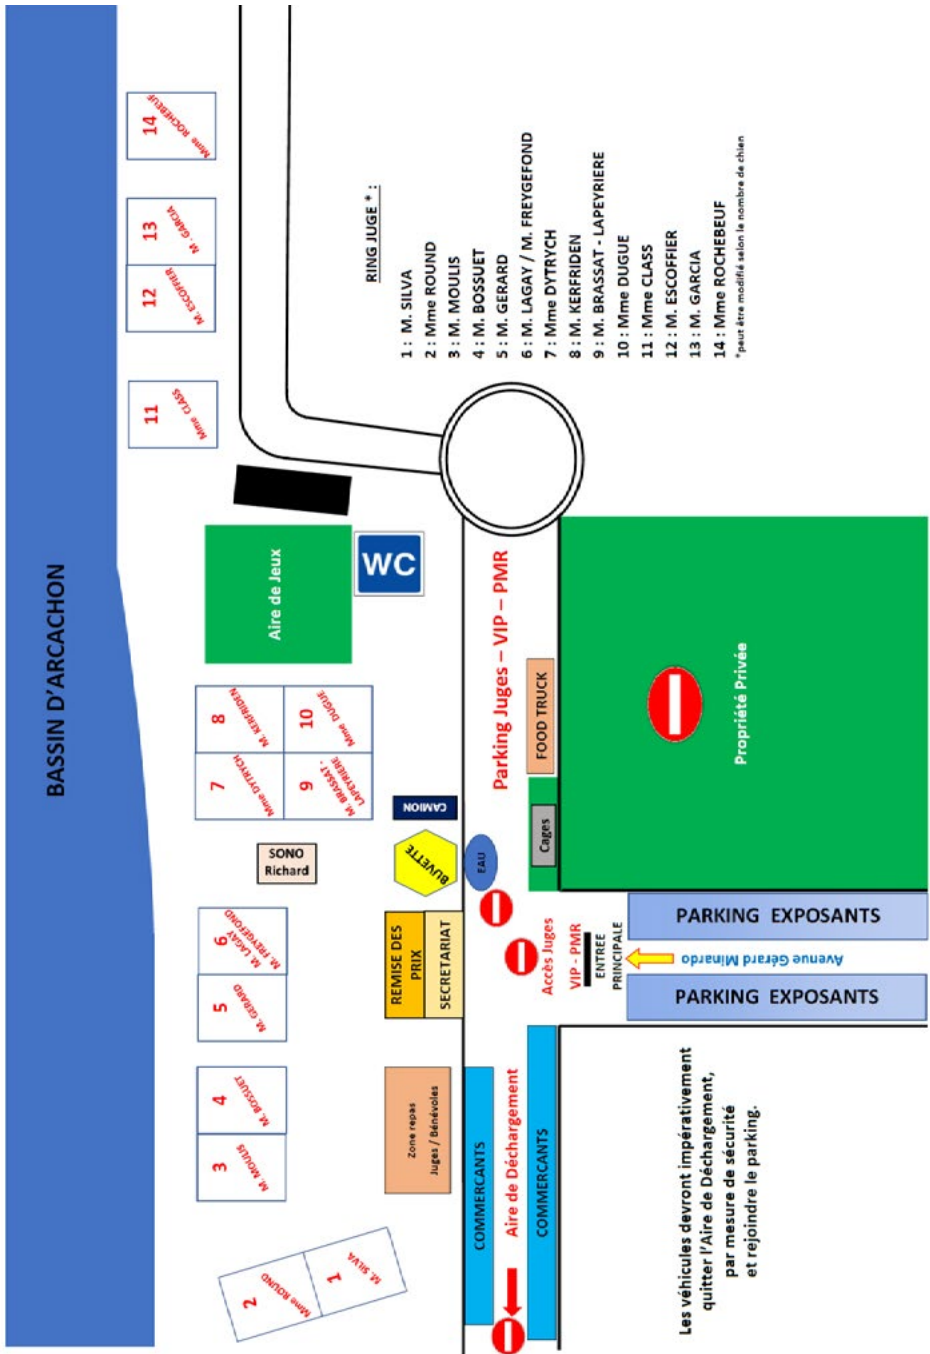 BASSIN D'ARCACHON
14
Mme ROCHEBEUF
13
M. GARCIA
12
M. ESCOFFIER
11
Mme CLASS
RING JUGE * :
1 : M. SILVA
2 : Mme ROUND
3 : M. MOULIS
4 : M. BOSSUET
5 : M. GERARD
6 : M. LAGAY / M. FREYGEFOND
7 : Mme DYTRYCH
8 : M. KERFRIDEN
9 : M. BRASSAT - LAPEYRIERE
10 : Mme DUGUE
11 : Mme CLASS
12 : M. ESCOFFIER
13 : M. GARCIA
14 : Mme ROCHEBEUF
*peut être modifié selon le nombre de chien
Aire de Jeux
WC
Parking Juges – VIP – PMR
8
M. KERFRIDEN
10
Mme DUGUE
7
Mme DYTRYCH
9
M. BRASSAT -
LAPEYRIERE
FOOD TRUCK
Propriété Privée
CAMION
SONO
Richard
BUVETTE
EAU
Cages
6
M. LAGAY
M. FREYGEFOND
5
M. GERARD
REMISE DES
PRIX
SECRETARIAT
Accès Juges
VIP - PMR
ENTREE
PRINCIPALE
PARKING EXPOSANTS
Avenue Gérard Minardo
PARKING EXPOSANTS
4
M. BOSSUET
3
M. MOULIS
Zone repas
Juges / Bénévoles
COMMERCANTS
Aire de Déchargement
COMMERCANTS
2
Mme ROUND
1
M. SILVA
Les véhicules devront impérativement
quitter l'Aire de Déchargement,
par mesure de sécurité
et rejoindre le parking.